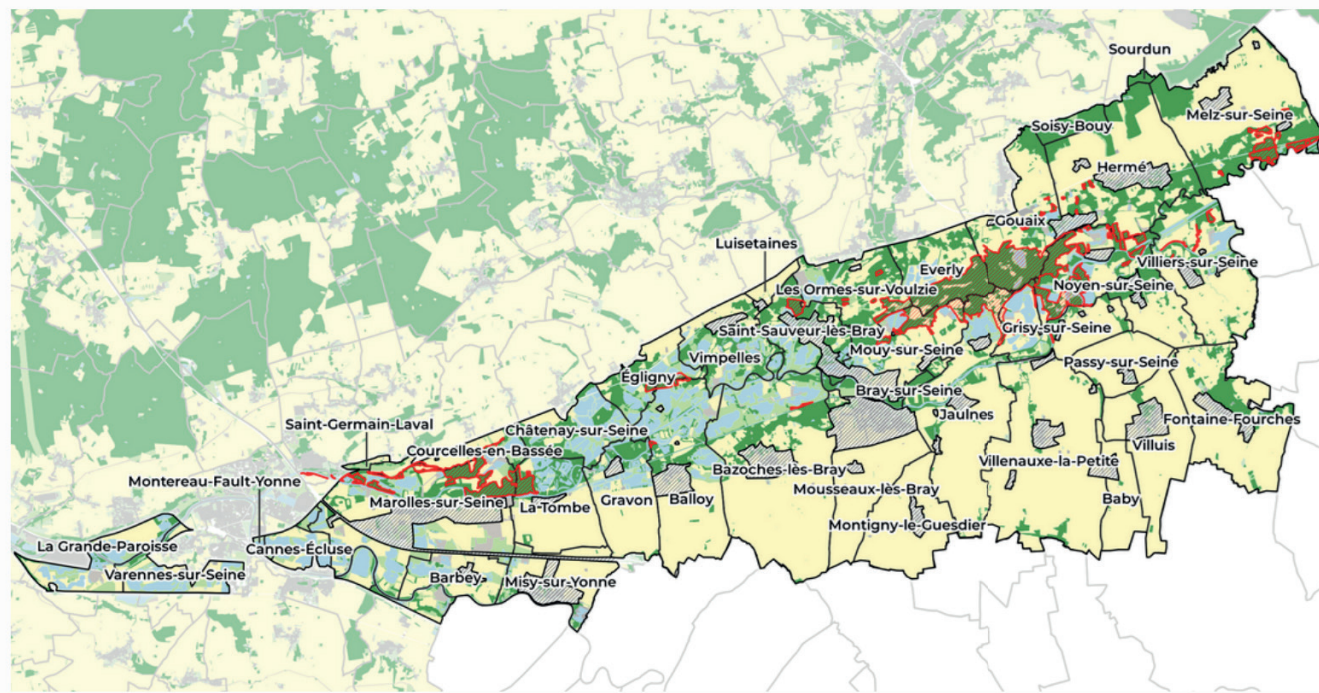 Sourdun
Melz-sur-Seine
Soisy-Bouy
Hermé
Gouaix
Luisetaines
Everly
Villiers-sur-Seine
Les Ormes-sur-Voulzie
Noyen-sur-Seine
Saint-Sauveur-lès-Bray
Grisy-sur-Seine
Mouy-sur-Seine
Vimpelles
Passy-sur-Seine
Égligny
Bray-sur-Seine
Jaulnes
Fontaine-Fourches
Saint-Germain-Laval
Châtenay-sur-Seine
Villuis
Courcelles-en-Bassée
Villenauxe-la-Petite
Bazoches-lès-Bray
Montereau-Fault-Yonne
Mousseaux-lès-Bray
Marolles-sur-Seine
La Tombe
Gravon
Balloy
Baby
Montigny-le-Guesdier
La Grande-Paroisse
Cannes-Écluse
Varennes-sur-Seine
Barbey
Misy-sur-Yonne